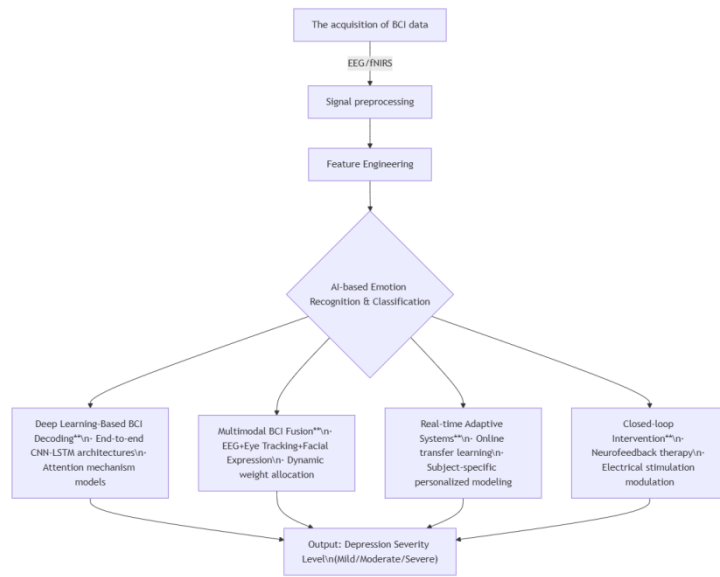 The acquisition of BCI data
EEG/fNIRS
Signal preprocessing
Feature Engineering
AI-based Emotion
Recognition & Classification
Deep Learning-Based BCI
Decoding**\n- End-to-end
CNN-LSTM architectures\n-
Attention mechanism
models
Multimodal BCI Fusion**\n-
EEG+Eye Tracking+Facial
Expression\n- Dynamic
weight allocation
Real-time Adaptive
Systems**\n- Online
transfer learning\n-
Subject-specific
personalized modeling
Closed-loop
Intervention**\n-
Neurofeedback therapy\n-
Electrical stimulation
modulation
Output: Depression Severity
Level\n(Mild/Moderate/Severe)